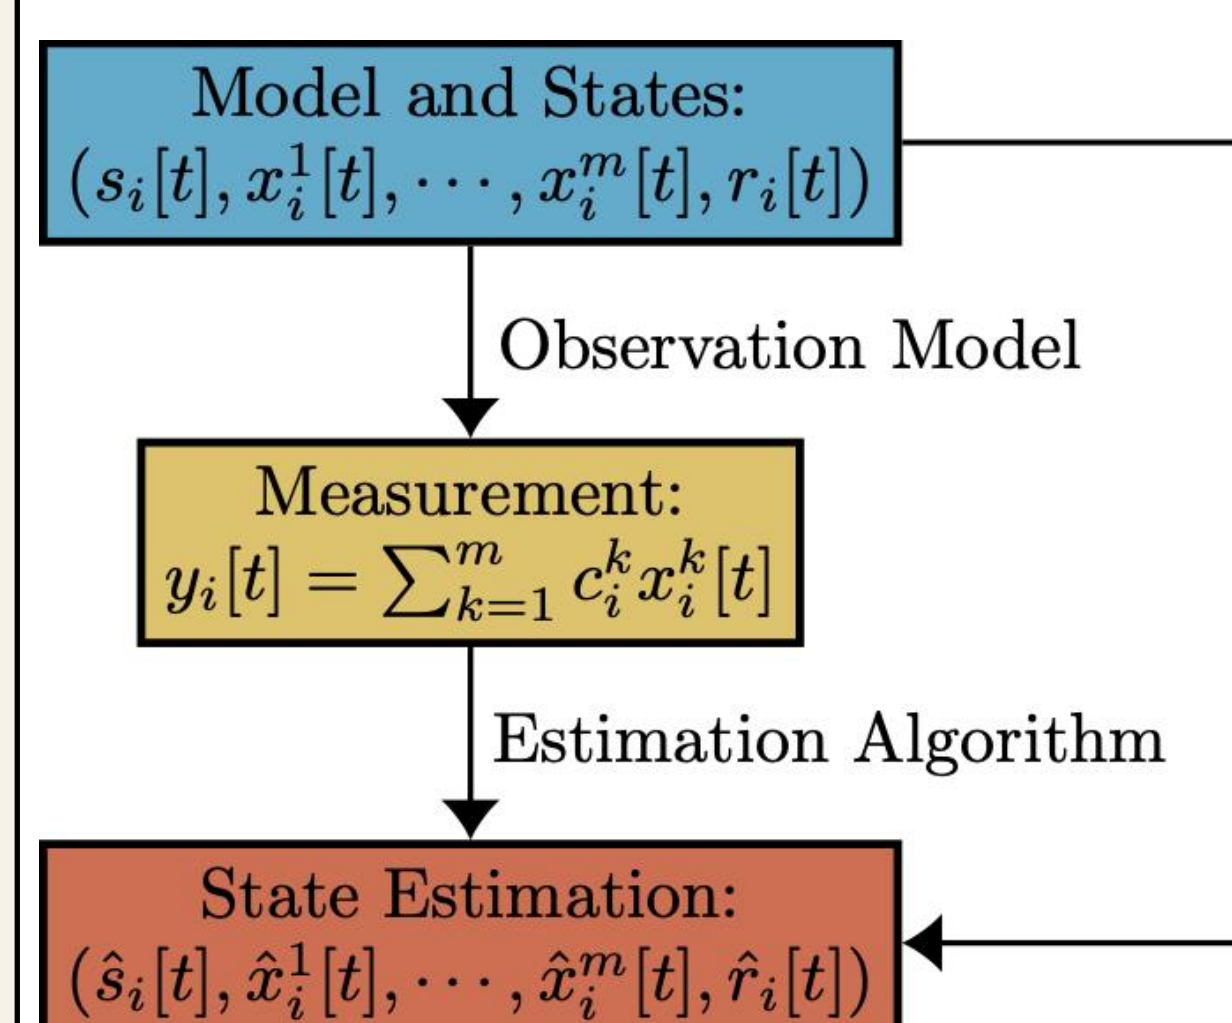 Model and States:
(s_i[t], x_i^1[t], ⋯, x_i^m[t], r_i[t])
Observation Model
Measurement:
y_i[t] = ∑_{k=1}^m c_i^k x_i^k[t]
Estimation Algorithm
State Estimation:
(ŝ_i[t], x̂_i^1[t], ⋯, x̂_i^m[t], r̂_i[t])